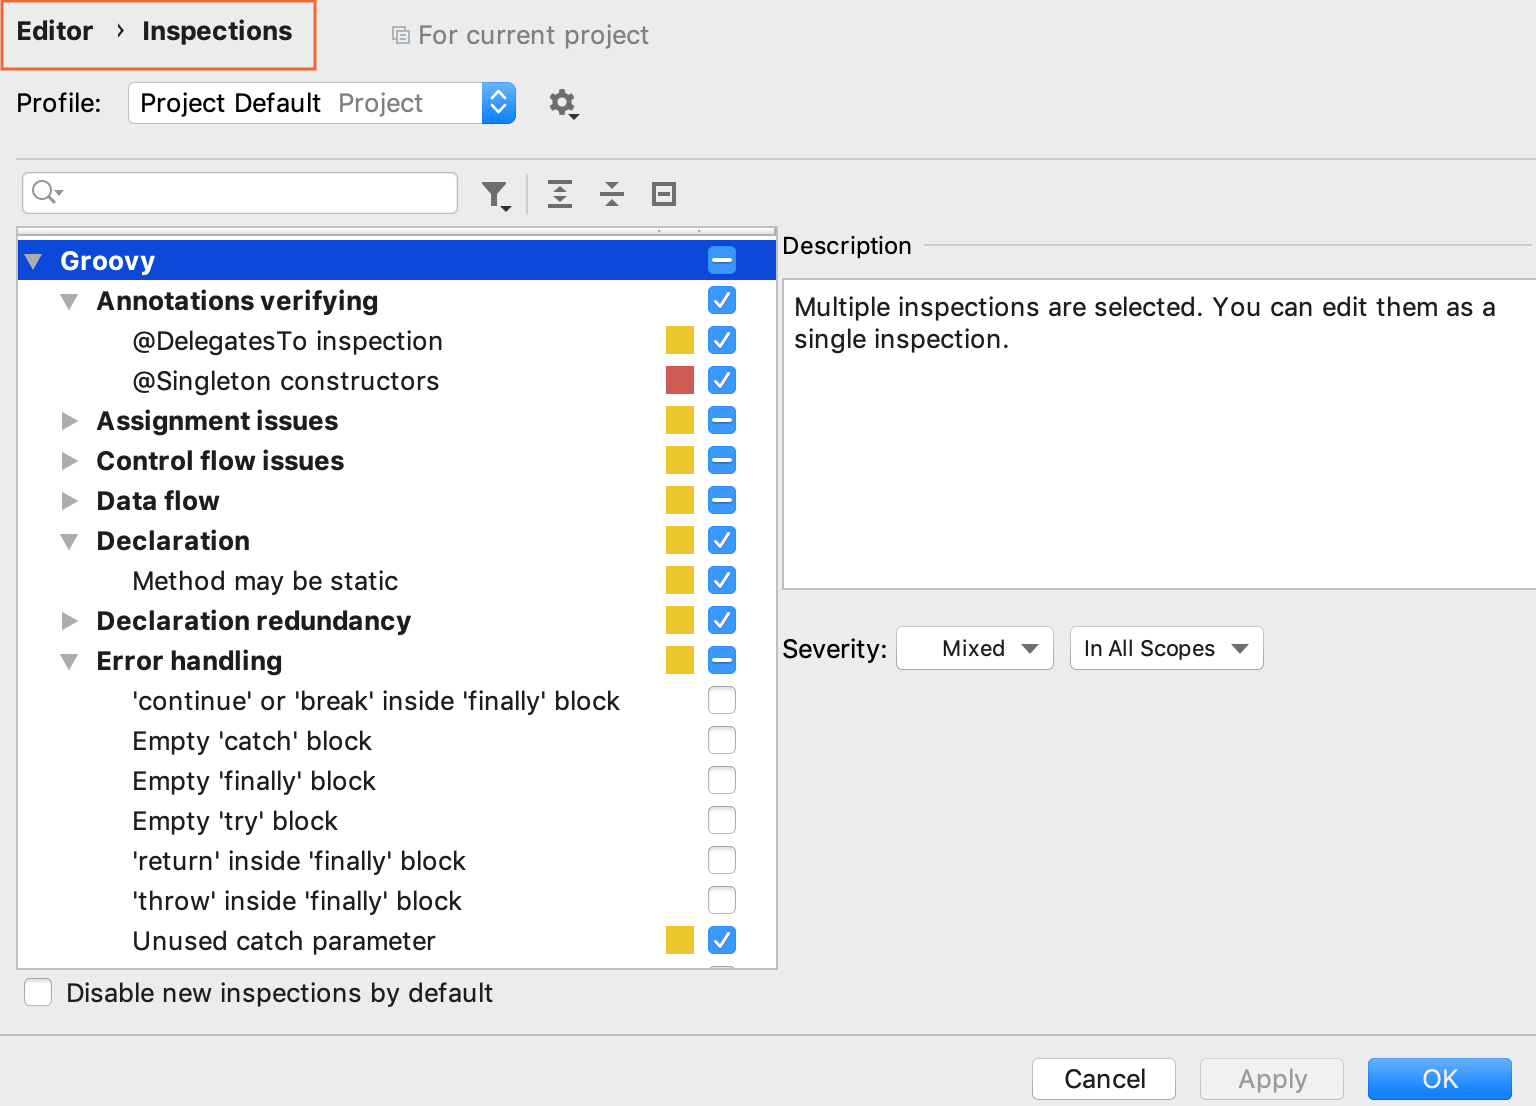 Editor › Inspections
For current project
Profile:
Project Default Project
Groovy
Annotations verifying
@DelegatesTo inspection
@Singleton constructors
Assignment issues
Control flow issues
Data flow
Declaration
Method may be static
Declaration redundancy
Error handling
'continue' or 'break' inside 'finally' block
Empty 'catch' block
Empty 'finally' block
Empty 'try' block
'return' inside 'finally' block
'throw' inside 'finally' block
Unused catch parameter
Disable new inspections by default
Description
Multiple inspections are selected. You can edit them as a
single inspection.
Severity:
Mixed
In All Scopes
Cancel
Apply
OK